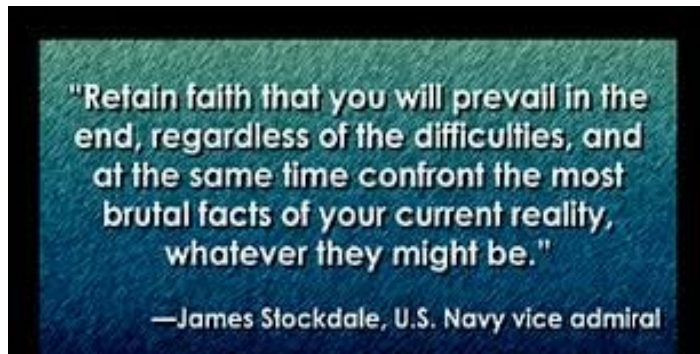 "Retain faith that you will prevail in the
end, regardless of the difficulties, and
at the same time confront the most
brutal facts of your current reality,
whatever they might be."
—James Stockdale, U.S. Navy vice admiral